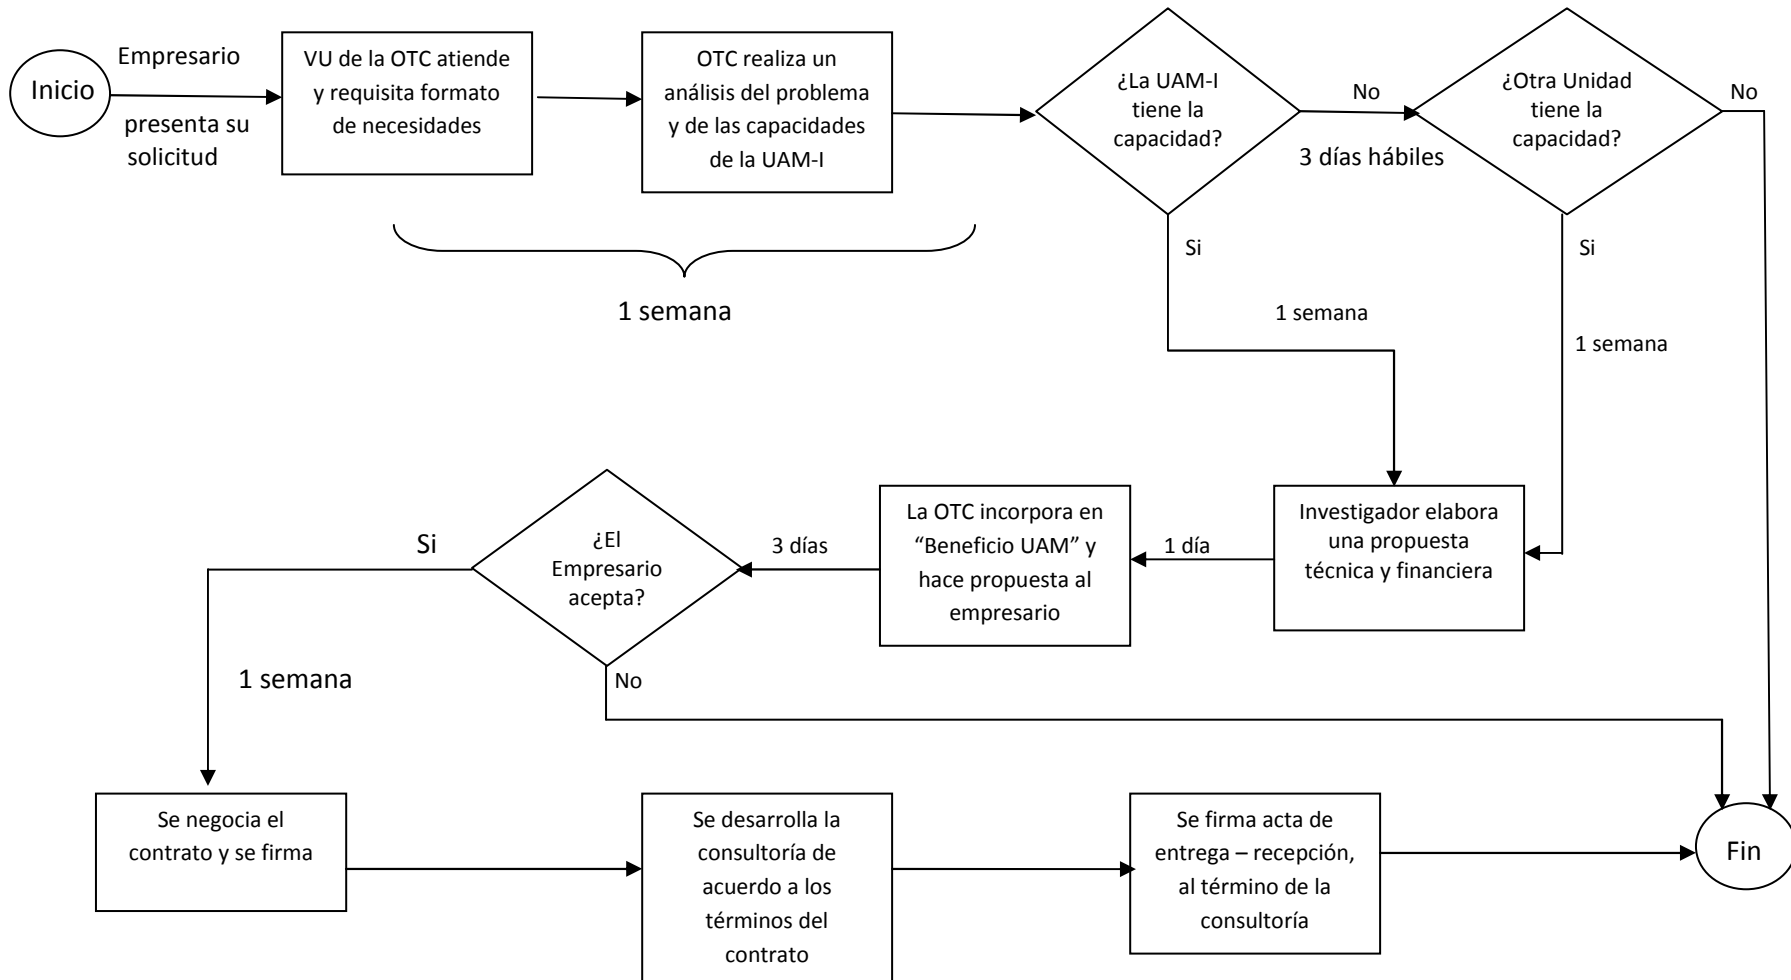 Inicio
Empresario
presenta su
solicitud
VU de la OTC atiende
y requisita formato
de necesidades
OTC realiza un
análisis del problema
y de las capacidades
de la UAM-I
1 semana
¿La UAM-I
tiene la
capacidad?
No
3 días hábiles
¿Otra Unidad
tiene la
capacidad?
No
Si
1 semana
Si
1 semana
Investigador elabora
una propuesta
técnica y financiera
1 día
La OTC incorpora en
“Beneficio UAM” y
hace propuesta al
empresario
3 días
¿El
Empresario
acepta?
Si
1 semana
No
Se negocia el
contrato y se firma
Se desarrolla la
consultoría de
acuerdo a los
términos del
contrato
Se firma acta de
entrega – recepción,
al término de la
consultoría
Fin